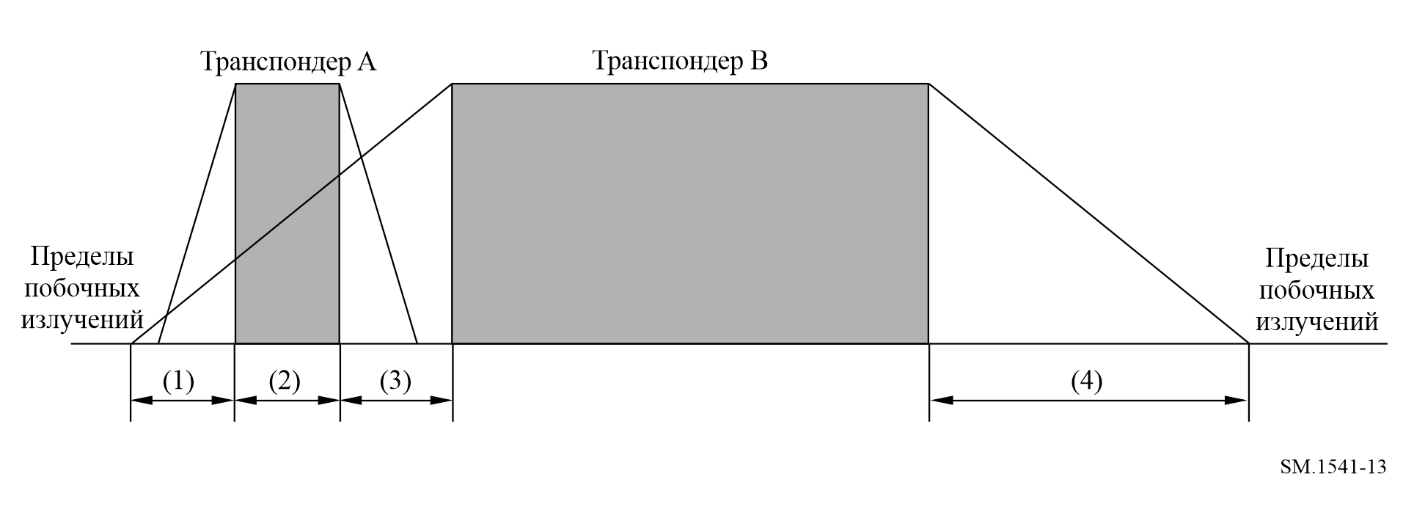 Транспондер A
Транспондер B
Пределы
побочных
излучений
Пределы
побочных
излучений
(1)
(2)
(3)
(4)
SM.1541-13